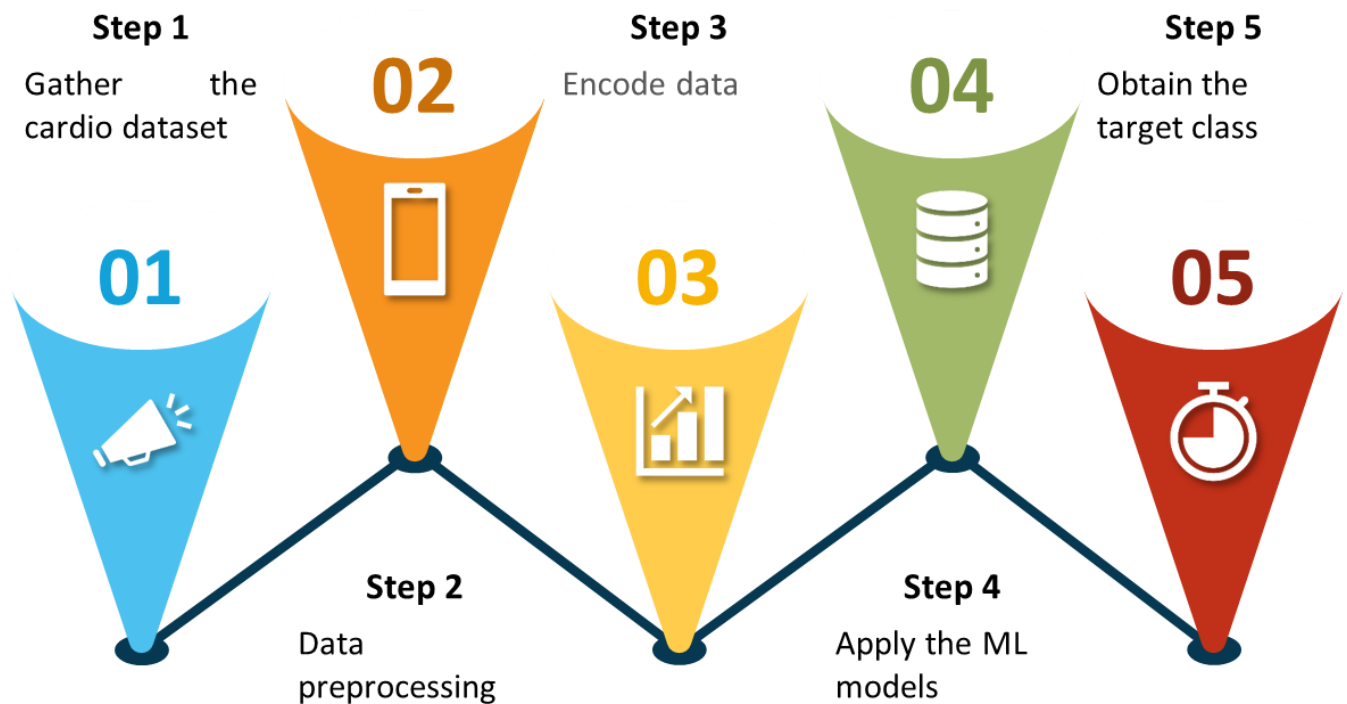 Step 1
Gather the
cardio dataset
01
02
Step 2
Data
preprocessing
Step 3
Encode data
03
04
Step 4
Apply the ML
models
Step 5
Obtain the
target class
05